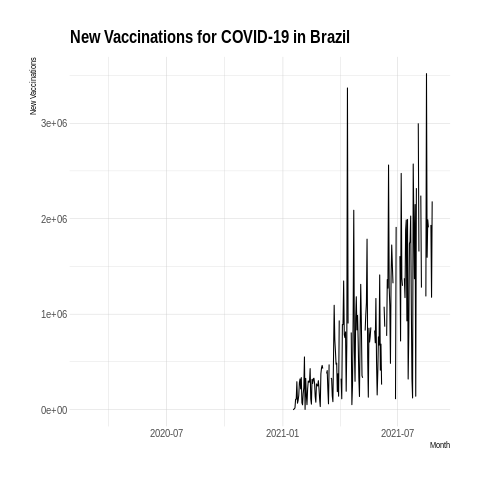 New Vaccinations for COVID-19 in Brazil
New Vaccinations
3e+06
2e+06
1e+06
0e+00
2020-07
2021-01
2021-07
Month